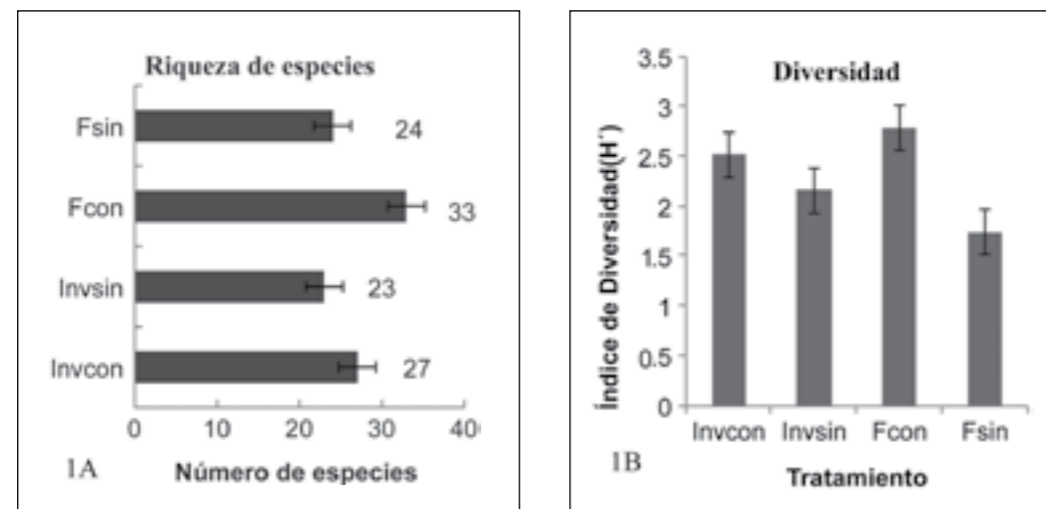 Riqueza de especies
Fsin
24
Fcon
33
Invsin
23
Invcon
27
0 10 20 30 40
1A
Número de especies
Diversidad
Índice de Diversidad(H´)
3.5
3
2.5
2
1.5
1
0.5
0
Invcon Invsin Fcon Fsin
1B
Tratamiento